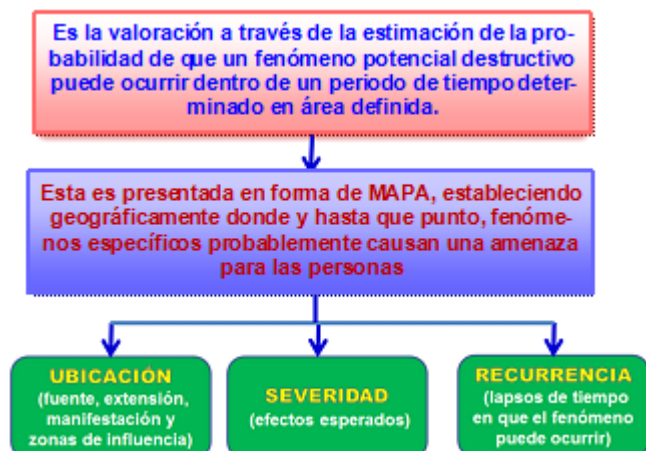 Es la valoración a través de la estimación de la pro-
babilidad de que un fenómeno potencial destructivo
puede ocurrir dentro de un periodo de tiempo deter-
minado en área definida.
Esta es presentada en forma de MAPA, estableciendo
geográficamente donde y hasta que punto, fenóme-
nos específicos probablemente causan una amenaza
para las personas
UBICACIÓN
(fuente, extensión,
manifestación y
zonas de influencia)
SEVERIDAD
(efectos esperados)
RECURRENCIA
(lapsos de tiempo
en que el fenómeno
puede ocurrir)